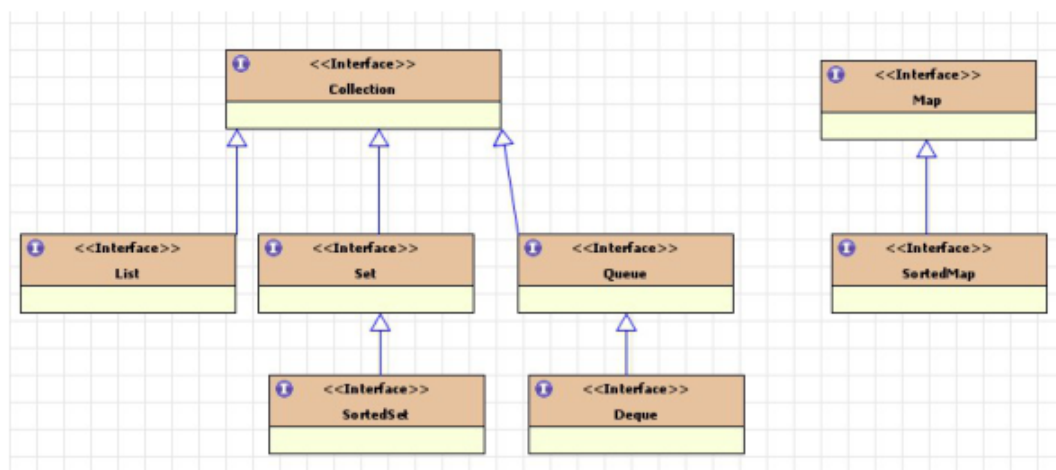 I
<<Interface>>
Collection
I
<<Interface>>
Map
I
<<Interface>>
List
I
<<Interface>>
Set
I
<<Interface>>
Queue
I
<<Interface>>
SortedMap
I
<<Interface>>
SortedSet
I
<<Interface>>
Deque